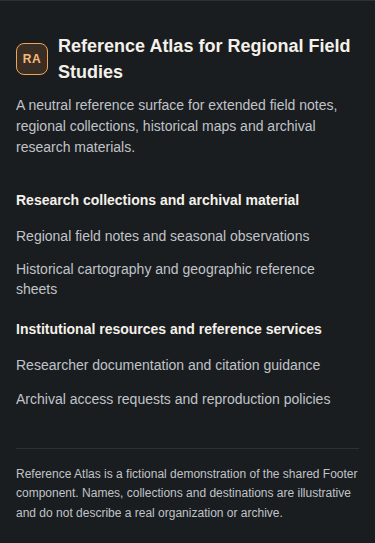 RA
Reference Atlas for Regional Field
Studies
A neutral reference surface for extended field notes,
regional collections, historical maps and archival
research materials.
Research collections and archival material
Regional field notes and seasonal observations
Historical cartography and geographic reference
sheets
Institutional resources and reference services
Researcher documentation and citation guidance
Archival access requests and reproduction policies
Reference Atlas is a fictional demonstration of the shared Footer
component. Names, collections and destinations are illustrative
and do not describe a real organization or archive.